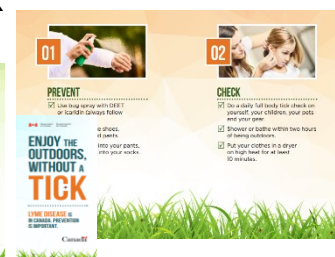 01
PREVENT
Use bug spray with DEET
or Icaridin (always follow
e shoes,
d pants.
into your pants,
into your socks.
02
CHECK
Do a daily full body tick check on
yourself, your children, your pets
and your gear.
Shower or bathe within two hours
of being outdoors.
Put your clothes in a dryer
on high heat for at least
10 minutes.
ENJOY THE
OUTDOORS,
WITHOUT A
TICK
LYME DISEASE IS
IN CANADA. PREVENTION
IS IMPORTANT.
Canada